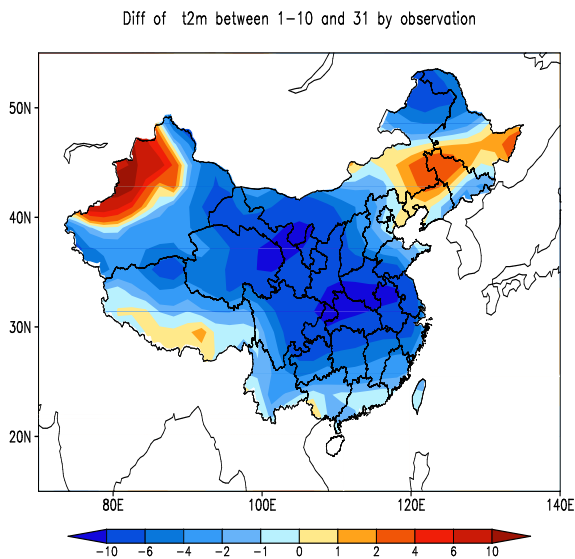 Diff of t2m between 1-10 and 31 by observation
50N
40N
30N
20N
80E 100E 120E 140E
-10 -6 -4 -2 -1 0 1 2 4 6 10